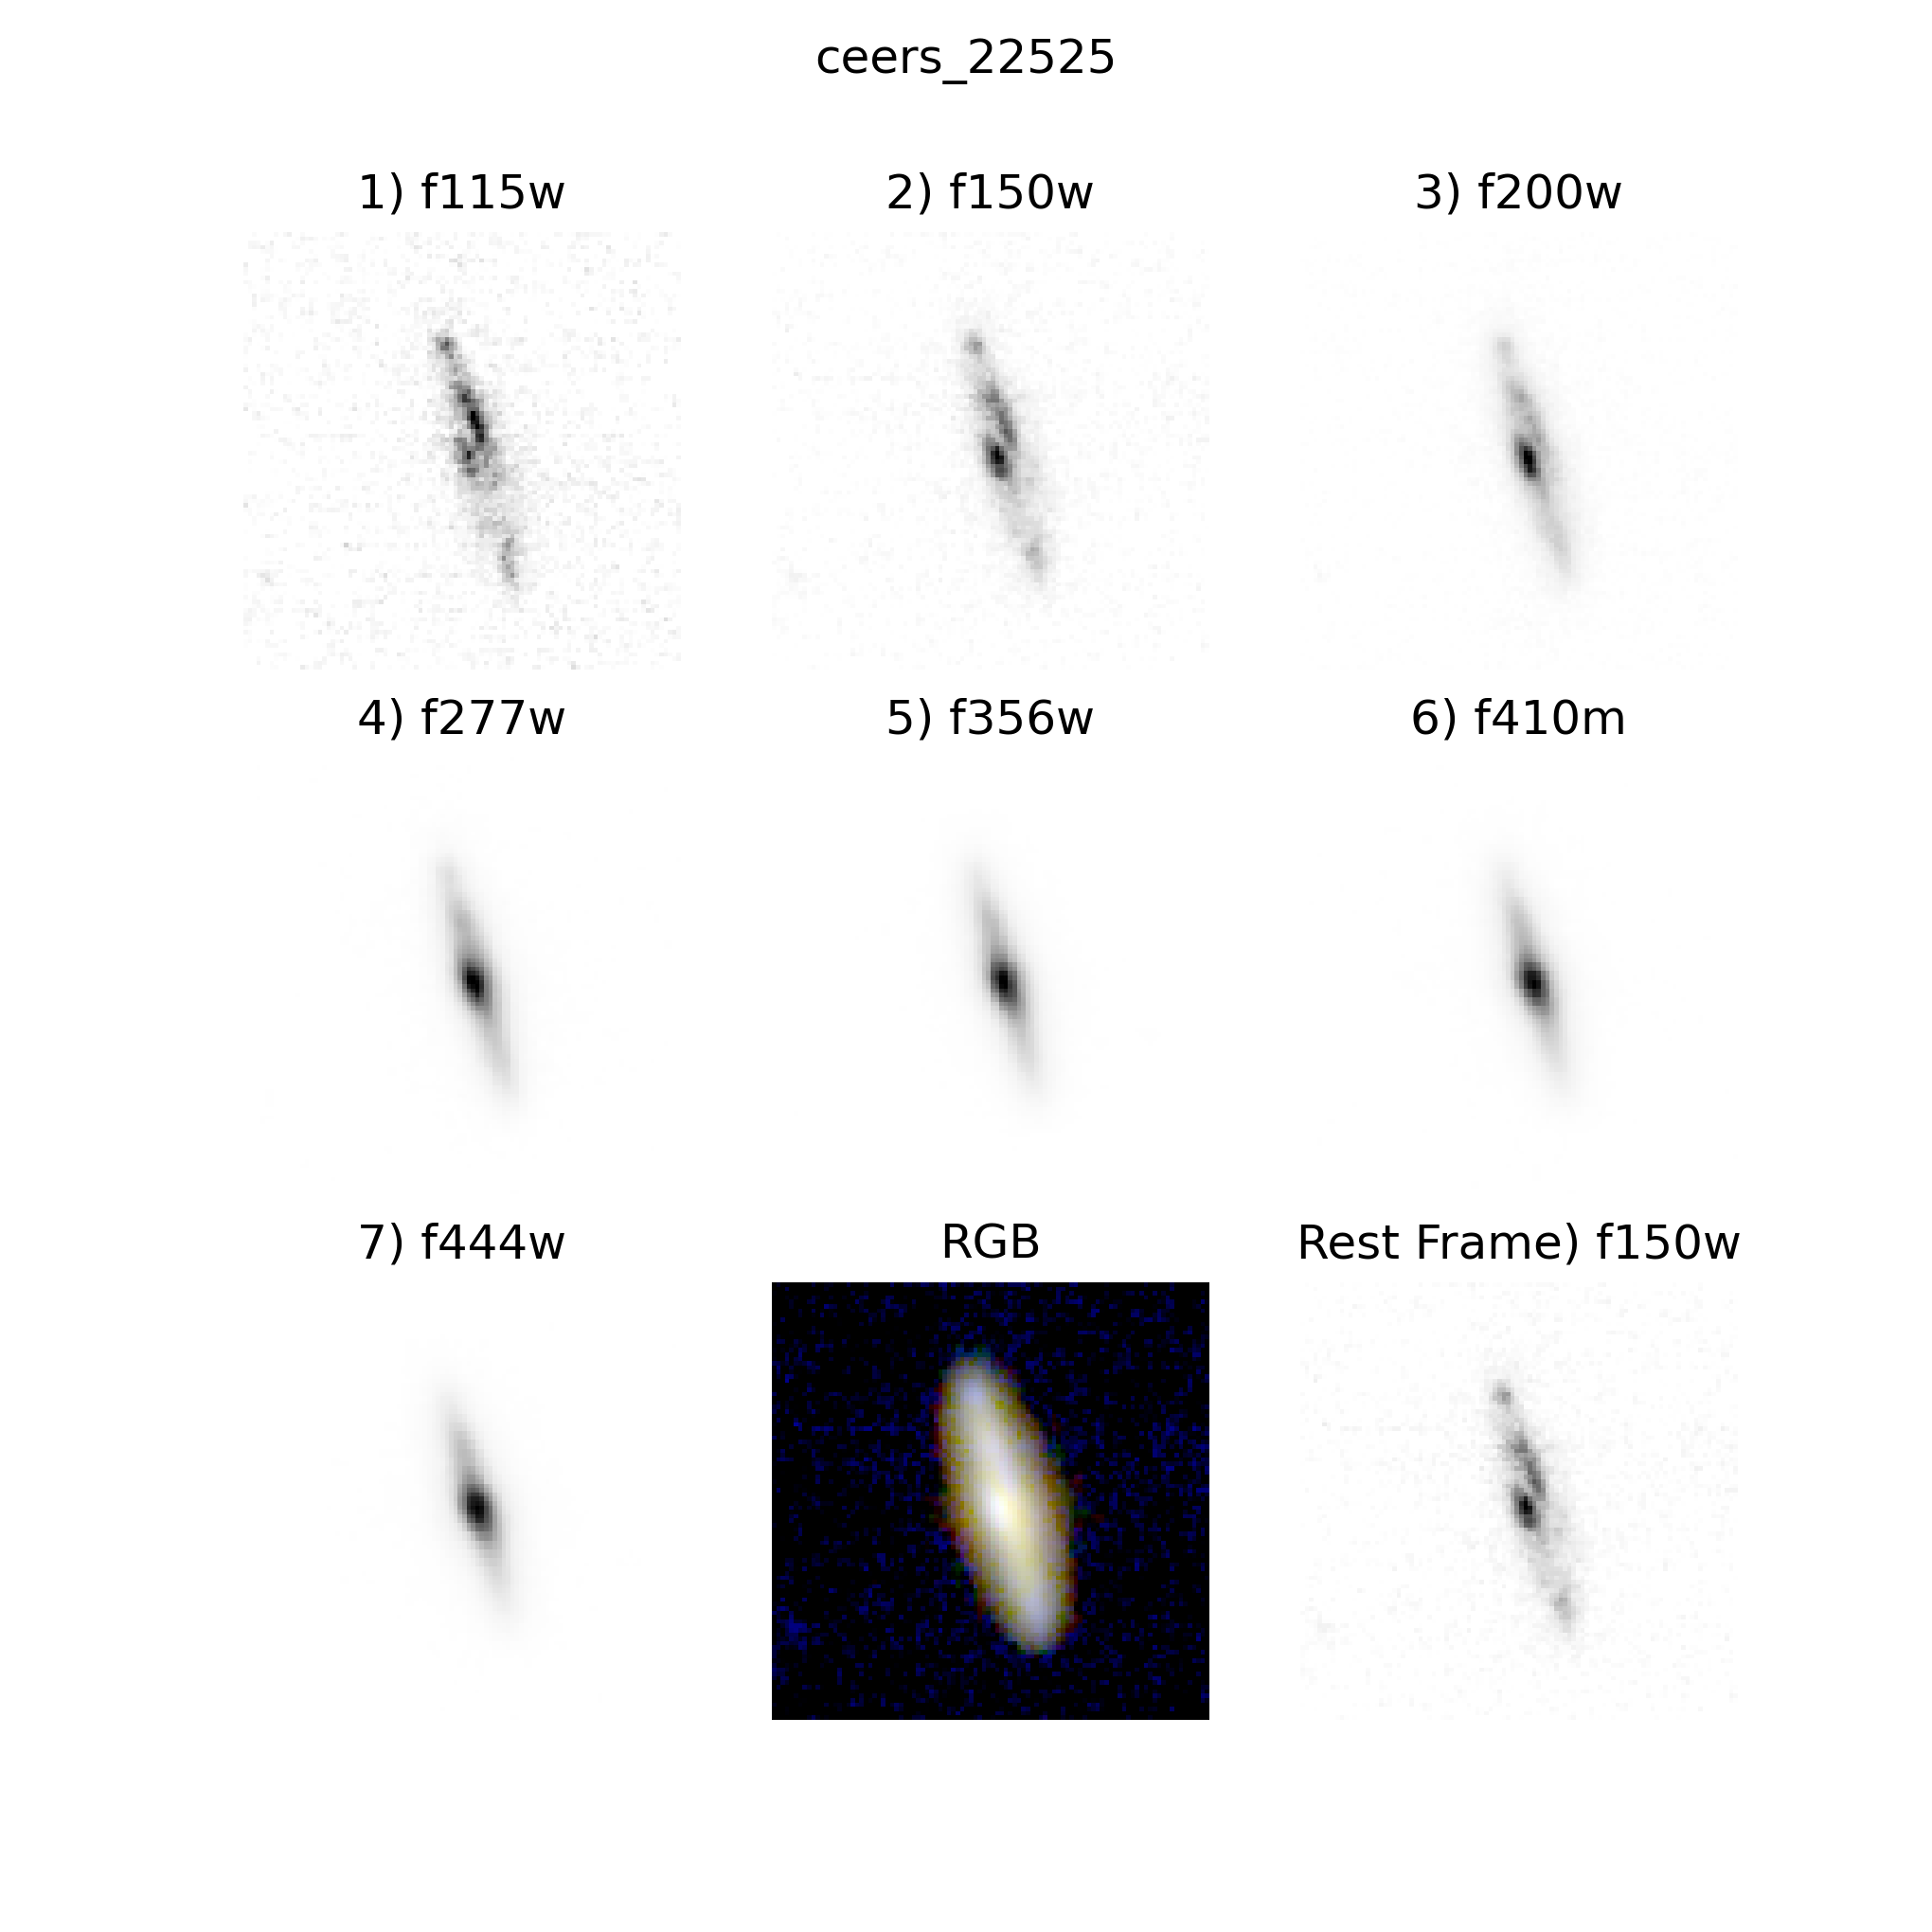 ceers_22525
1) f115w
2) f150w
3) f200w
4) f277w
5) f356w
6) f410m
7) f444w
RGB
Rest Frame) f150w